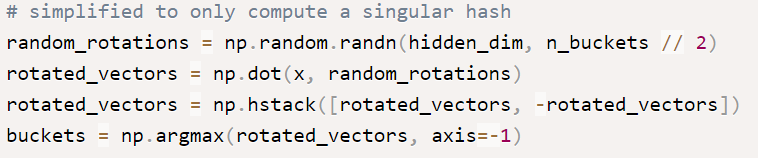 # simplified to only compute a singular hash
random_rotations = np.random.randn(hidden_dim, n_buckets // 2)
rotated_vectors = np.dot(x, random_rotations)
rotated_vectors = np.hstack([rotated_vectors, -rotated_vectors])
buckets = np.argmax(rotated_vectors, axis=-1)